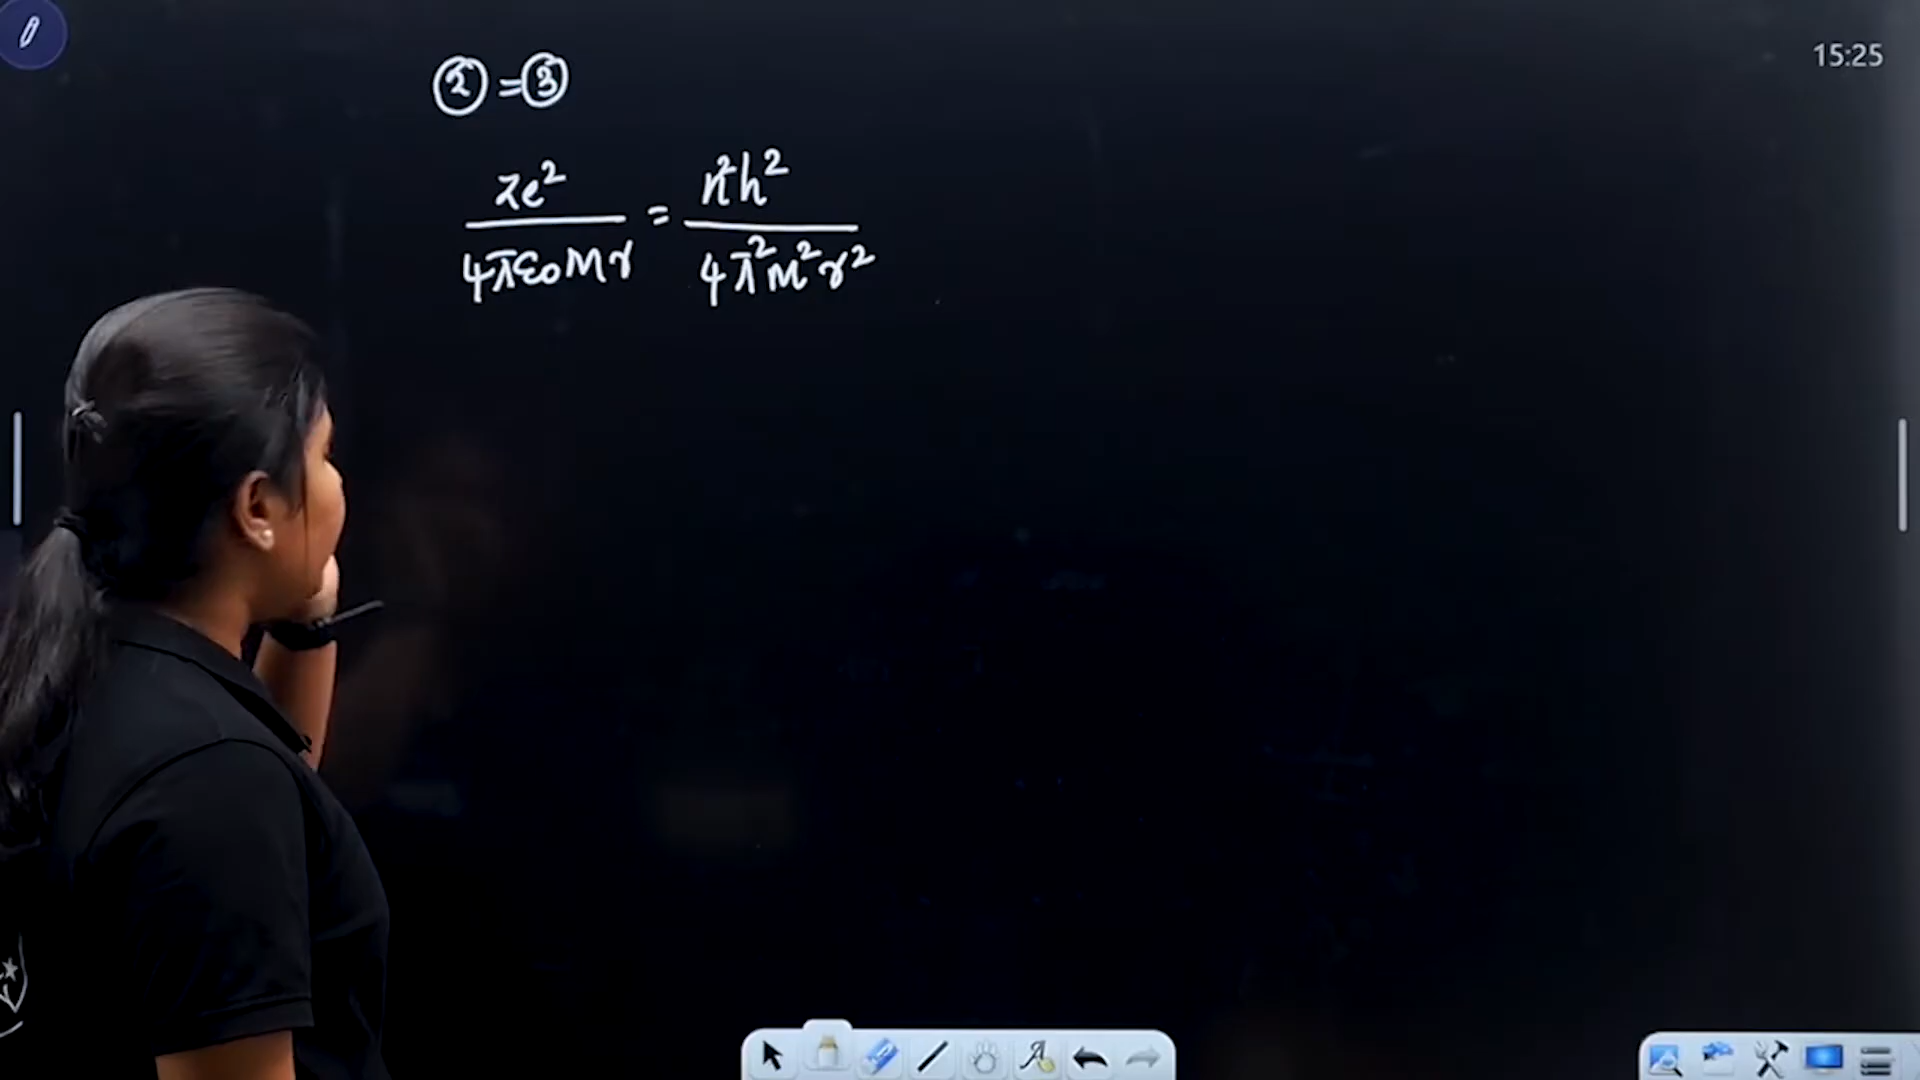 15:25
② = ③
ze² / 4πε₀Mr = n²h² / 4π²M²r²